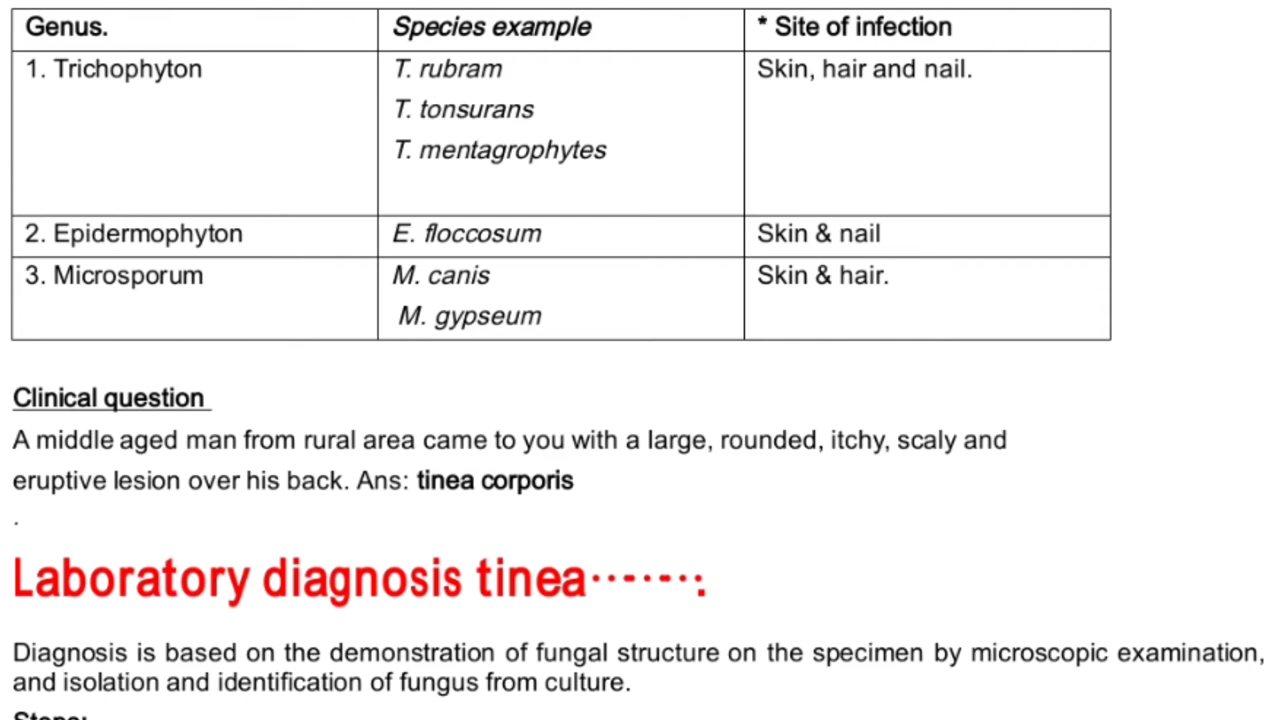 Genus. Species example * Site of infection
1. Trichophyton T. rubram Skin, hair and nail.
T. tonsurans
T. mentagrophytes
2. Epidermophyton E. floccosum Skin & nail
3. Microsporum M. canis Skin & hair.
M. gypseum
Clinical question
A middle aged man from rural area came to you with a large, rounded, itchy, scaly and
eruptive lesion over his back. Ans: tinea corporis
.
Laboratory diagnosis tinea·······:
Diagnosis is based on the demonstration of fungal structure on the specimen by microscopic examination,
and isolation and identification of fungus from culture.